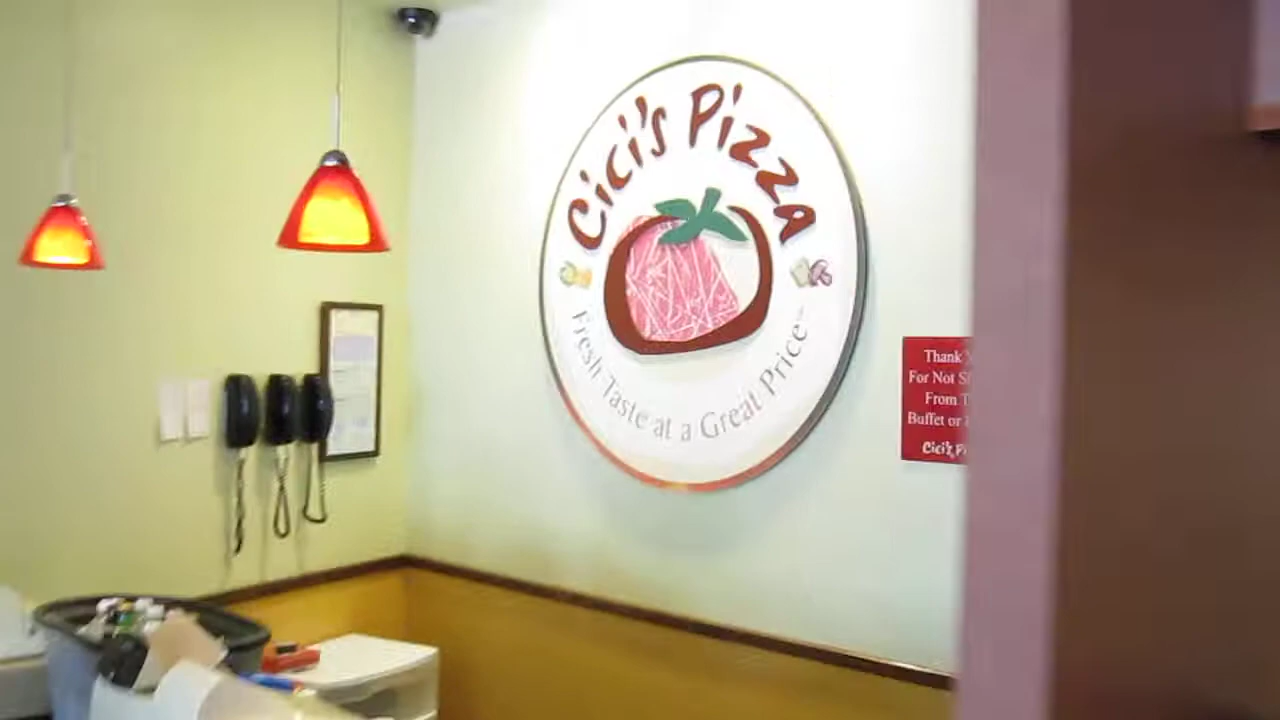 Cici's Pizza
Fresh Taste at a Great Price
Thank
For Not
From
Buffet or
Cici's